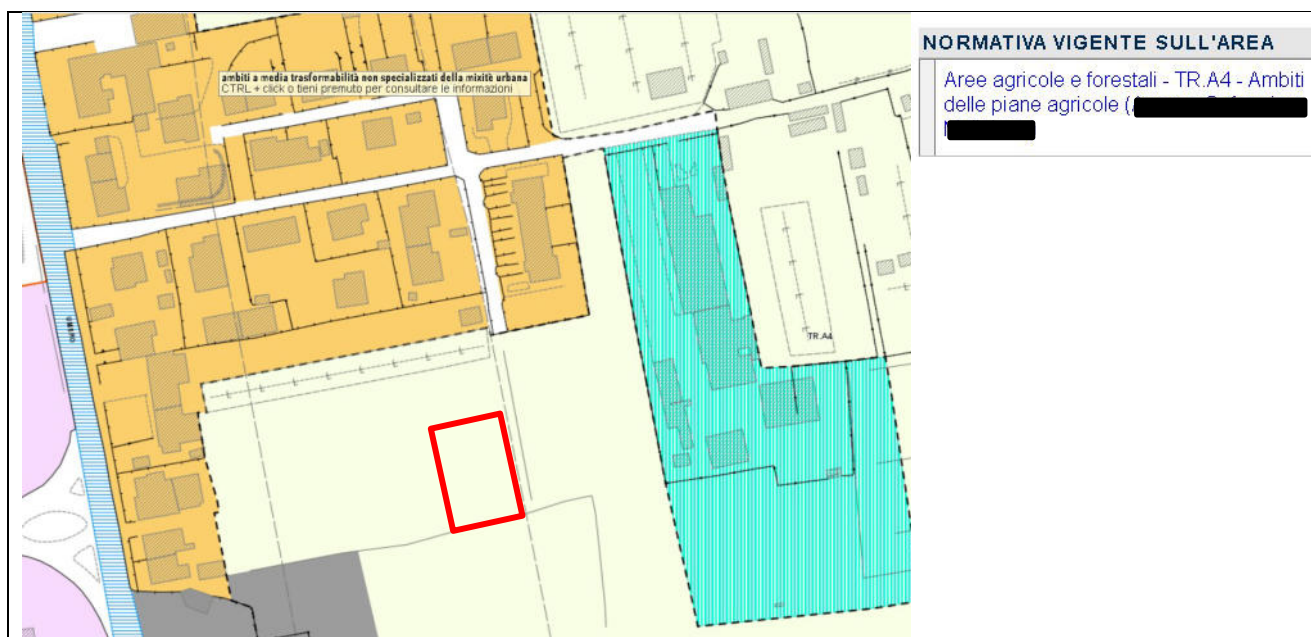 ambiti a media trasformabilità non specializzati della mixitè urbana
CTRL + click o tieni premuto per consultare le informazioni
NORMATIVA VIGENTE SULL'AREA
Aree agricole e forestali - TR.A4 - Ambiti
delle piane agricole (
TR.A4